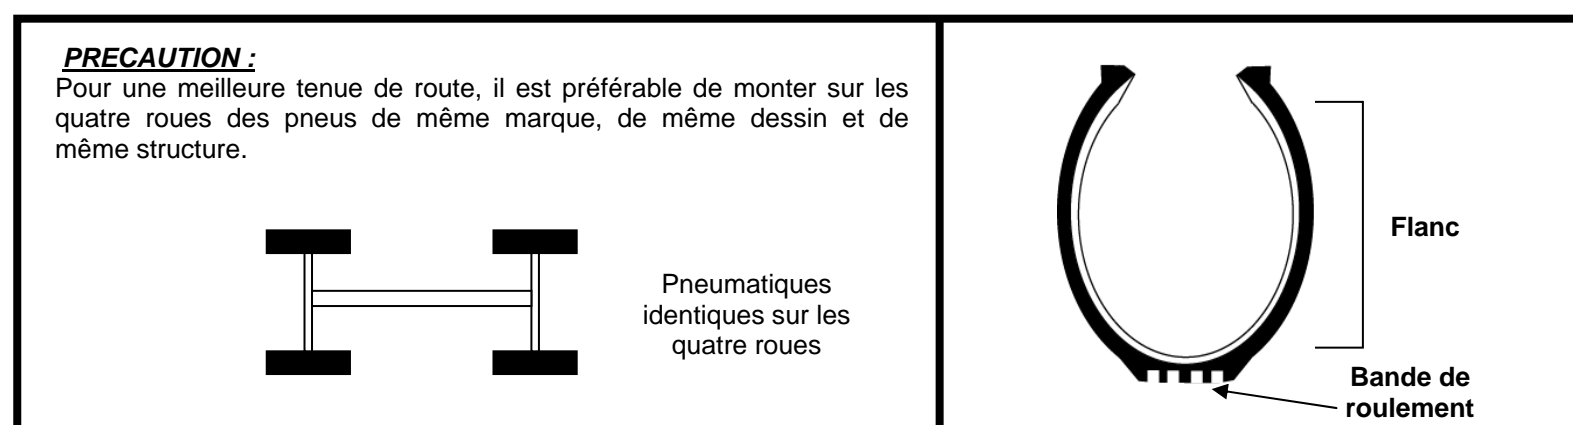 PRECAUTION :
Pour une meilleure tenue de route, il est préférable de monter sur les
quatre roues des pneus de même marque, de même dessin et de
même structure.
Pneumatiques
identiques sur les
quatre roues
Flanc
Bande de
roulement